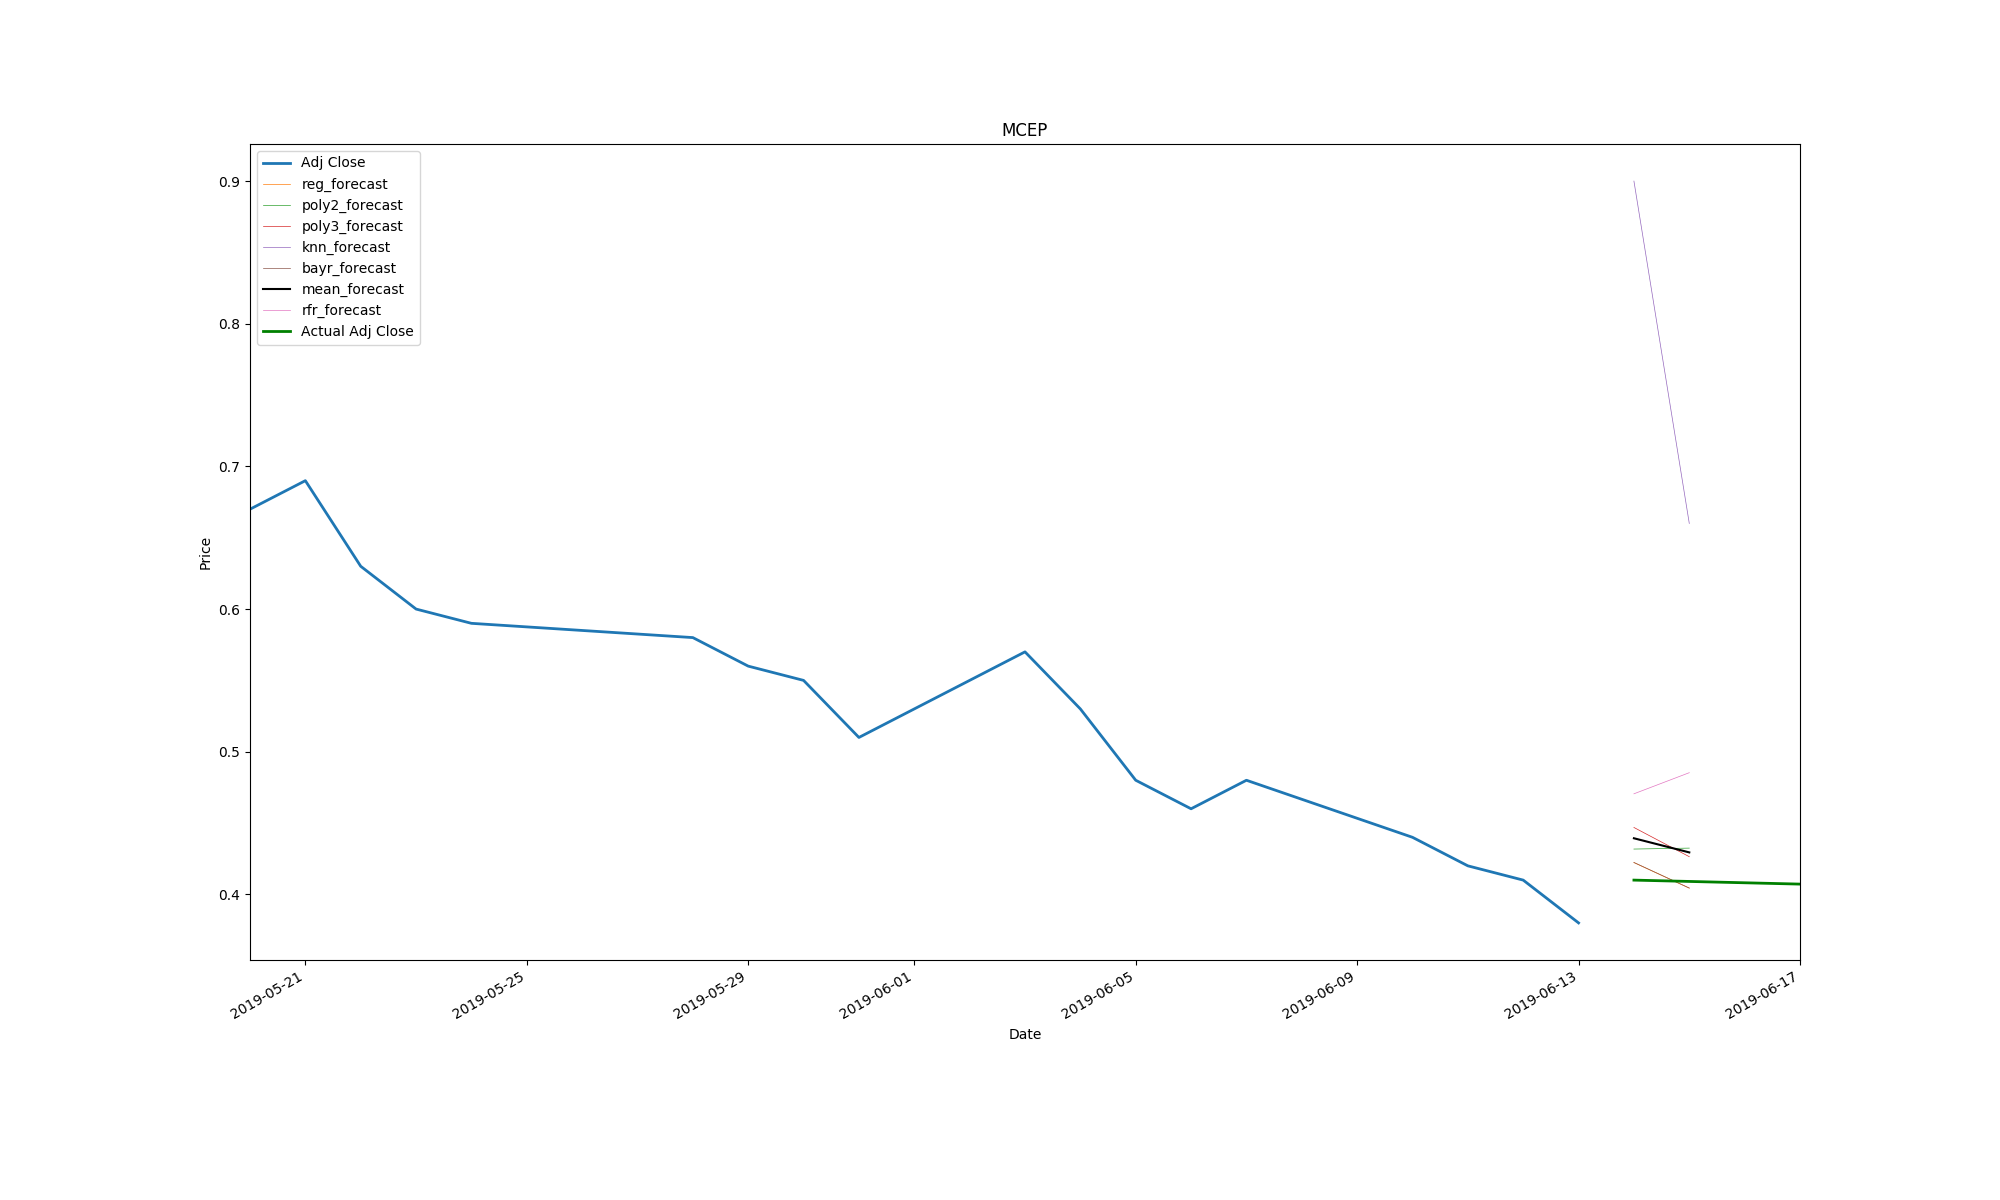 MCEP
Adj Close
reg_forecast
poly2_forecast
poly3_forecast
knn_forecast
bayr_forecast
mean_forecast
rfr_forecast
Actual Adj Close
0.9
0.8
0.7
0.6
0.5
0.4
Price
2019-05-21
2019-05-25
2019-05-29
2019-06-01
2019-06-05
2019-06-09
2019-06-13
2019-06-17
Date